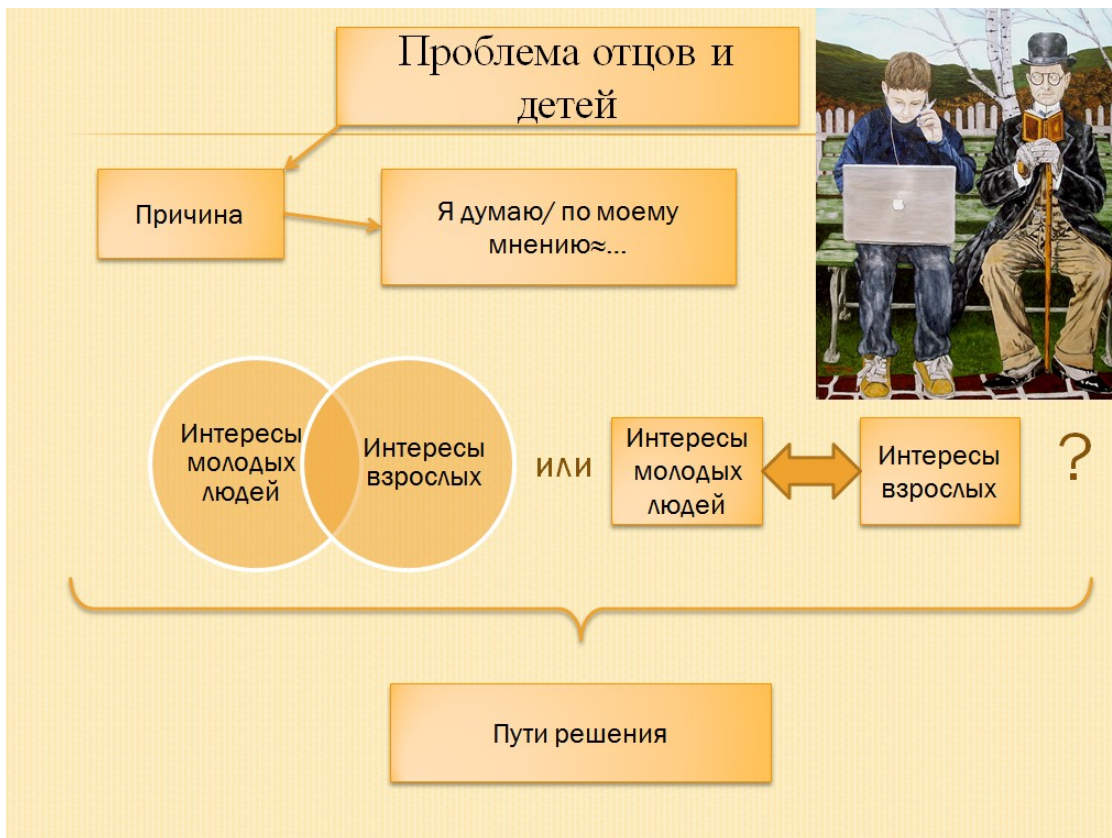 Проблема отцов и
детей
Причина
Я думаю/ по моему
мнению≈...
Интересы
молодых
людей
Интересы
взрослых
или
Интересы
молодых
людей
Интересы
взрослых
?
Пути решения